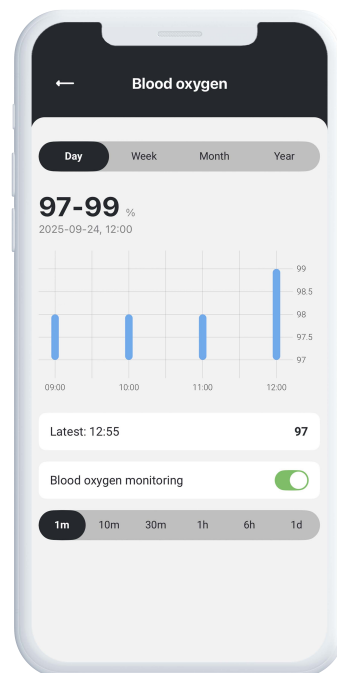 ← Blood oxygen
Day Week Month Year
97-99 %
2025-09-24, 12:00
99
98.5
98
97.5
97
09:00 10:00 11:00 12:00
Latest: 12:55 97
Blood oxygen monitoring
1m 10m 30m 1h 6h 1d